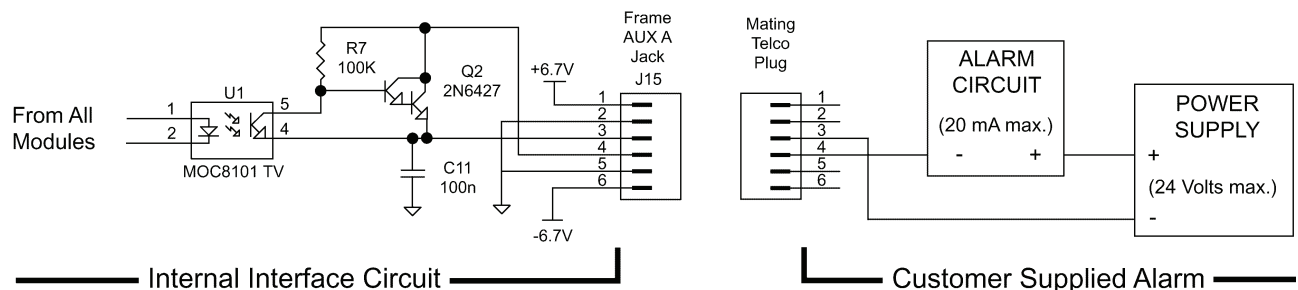 From All
Modules
1
2
U1
5
4
MOC8101 TV
R7
100K
Q2
2N6427
C11
100n
+6.7V
-6.7V
Frame
AUX A
Jack
J15
1
2
3
4
5
6
Internal Interface Circuit
Mating
Telco
Plug
1
2
3
4
5
6
ALARM
CIRCUIT
(20 mA max.)
- +
POWER
SUPPLY
+
(24 Volts max.)
-
Customer Supplied Alarm